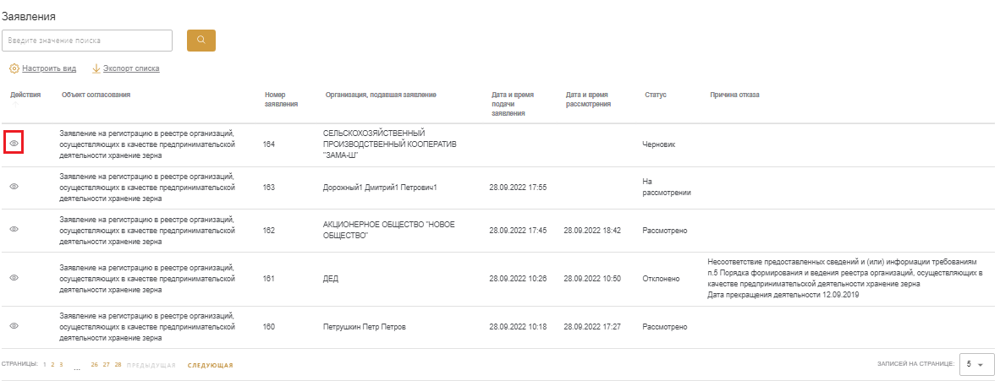 Заявления
Введите значение поиска
Настроить вид Экспорт списка
Действия Объект согласования Номер заявления Организация, подавшая заявление Дата и время подачи заявления Дата и время рассмотрения Статус Причина отказа
Заявление на регистрацию в реестре организаций,
осуществляющих в качестве предпринимательской
деятельности хранение зерна
164
СЕЛЬСКОХОЗЯЙСТВЕННЫЙ
ПРОИЗВОДСТВЕННЫЙ КООПЕРАТИВ
"ЗАМА-Ш"
Черновик
Заявление на регистрацию в реестре организаций,
осуществляющих в качестве предпринимательской
деятельности хранение зерна
163
Дорожный1 Дмитрий1 Петрович1
28.09.2022 17:55
На
рассмотрении
Заявление на регистрацию в реестре организаций,
осуществляющих в качестве предпринимательской
деятельности хранение зерна
162
АКЦИОНЕРНОЕ ОБЩЕСТВО "НОВОЕ
ОБЩЕСТВО"
28.09.2022 17:45
28.09.2022 18:42
Рассмотрено
Заявление на регистрацию в реестре организаций,
осуществляющих в качестве предпринимательской
деятельности хранение зерна
161
ДЕД
28.09.2022 10:26
28.09.2022 10:50
Отклонено
Несоответствие предоставленных сведений и (или) информации требованиям
п.5 Порядка формирования и ведения реестра организаций, осуществляющих в
качестве предпринимательской деятельности хранение зерна
Дата прекращения деятельности 12.09.2019
Заявление на регистрацию в реестре организаций,
осуществляющих в качестве предпринимательской
деятельности хранение зерна
160
Петрушкин Петр Петров
28.09.2022 10:18
28.09.2022 17:27
Рассмотрено
СТРАНИЦЫ: 1 2 3 ... 26 27 28 ПРЕДЫДУЩАЯ СЛЕДУЮЩАЯ ЗАПИСЕЙ НА СТРАНИЦЕ: 5